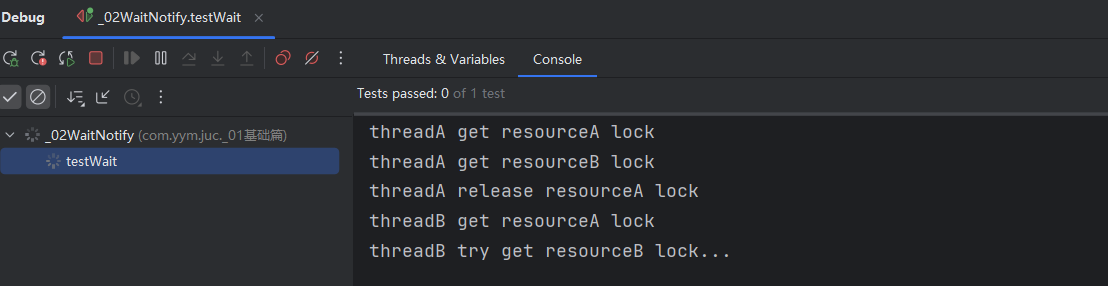 Debug
_02WaitNotify.testWait
Threads & Variables
Console
Tests passed: 0 of 1 test
_02WaitNotify (com.yym.juc._01基础篇)
testWait
threadA get resourceA lock
threadA get resourceB lock
threadA release resourceA lock
threadB get resourceA lock
threadB try get resourceB lock...